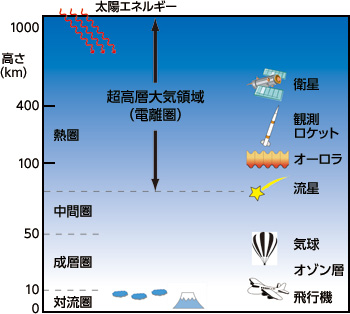 太陽エネルギー
1000
高さ
(km)
超高層大気領域
(電離圏)
衛星
400
観測
ロケット
熱圏
オーロラ
100
流星
中間圏
50
気球
成層圏
オゾン層
10
飛行機
対流圏
0